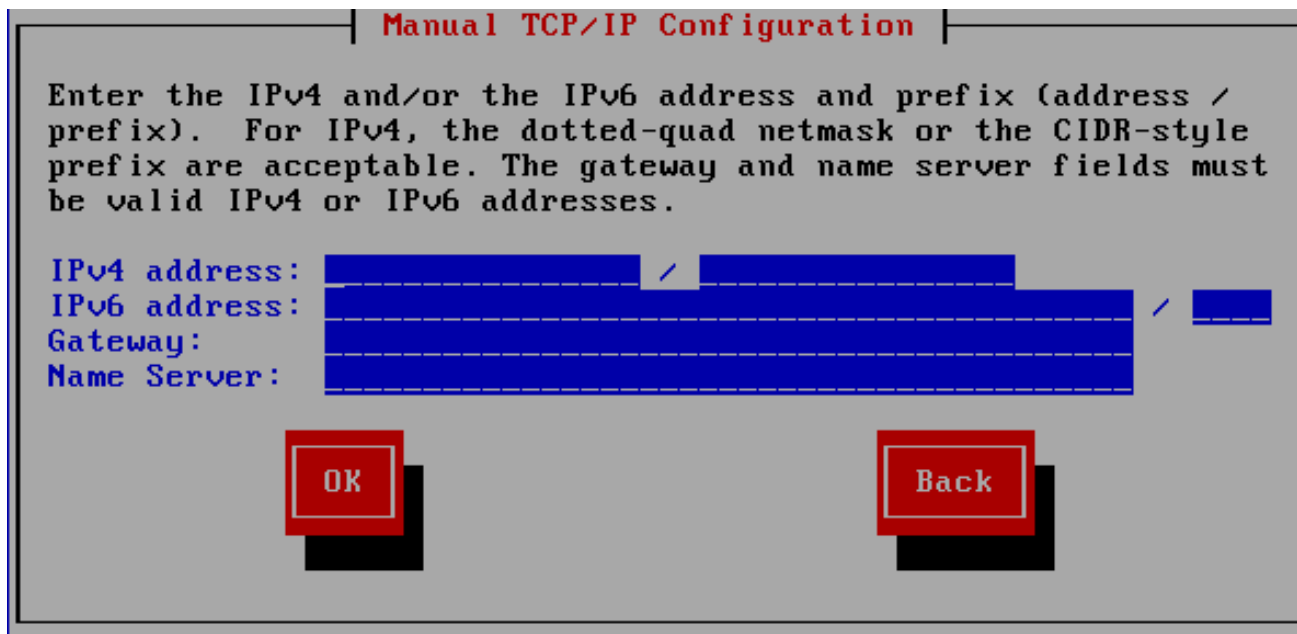 Manual TCP/IP Configuration
Enter the IPv4 and/or the IPv6 address and prefix (address /
prefix).  For IPv4, the dotted-quad netmask or the CIDR-style
prefix are acceptable. The gateway and name server fields must
be valid IPv4 or IPv6 addresses.
IPv4 address: /
IPv6 address: /
Gateway:
Name Server:
OK Back